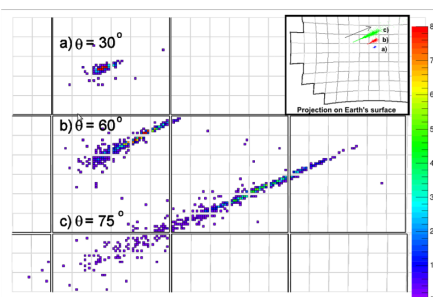 a) θ = 30°
c)
b)
a)
Projection on Earth's surface
b) θ = 60°
c) θ = 75°
8
7
6
5
4
3
2
1